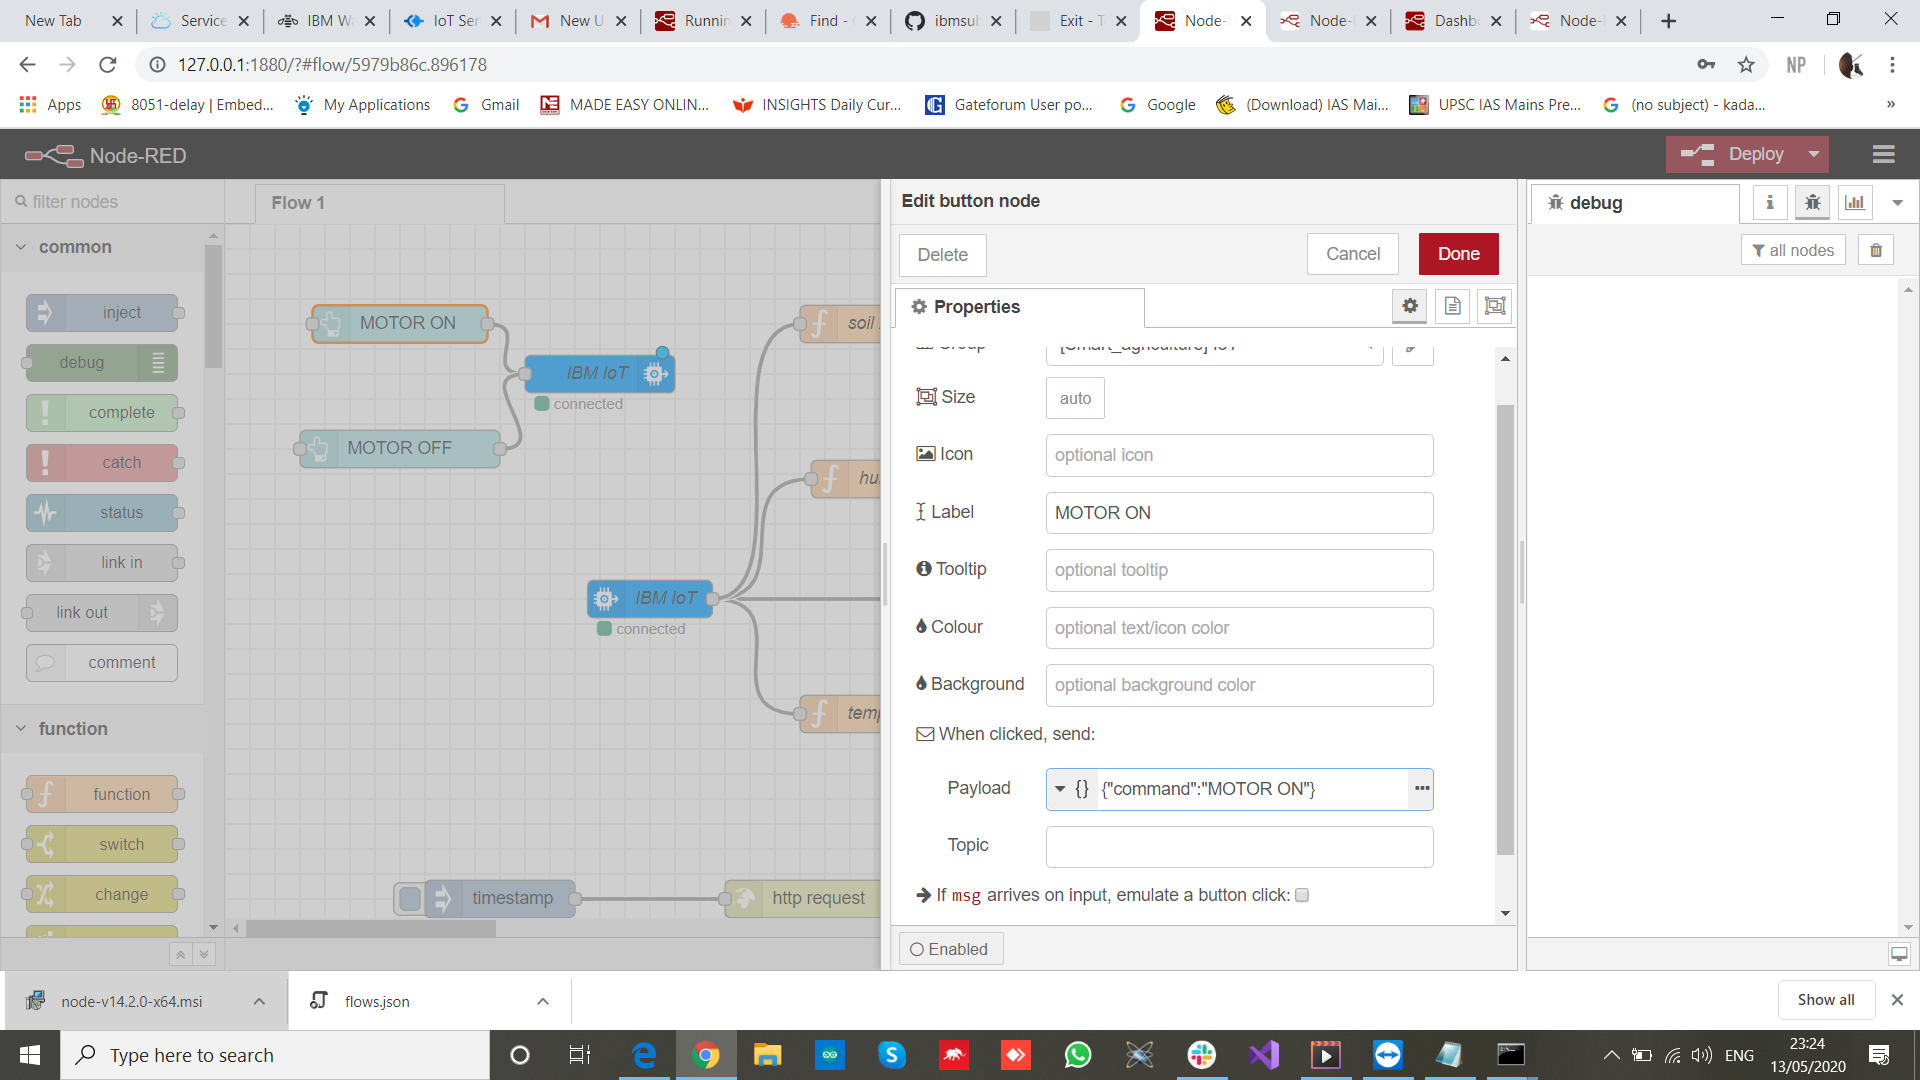 New Tab
Service
IBM W
IoT Ser
New U
Runnin
Find -
ibmsul
Exit - T
Node-
Node-
Dashb
Node-
127.0.0.1:1880/?#flow/5979b86c.896178
NP
Apps
8051-delay | Embed...
My Applications
Gmail
MADE EASY ONLIN...
INSIGHTS Daily Cur...
Gateforum User po...
Google
(Download) IAS Mai...
UPSC IAS Mains Pre...
(no subject) - kada...
»
Node-RED
Deploy
filter nodes
Flow 1
Edit button node
debug
Delete
Cancel
Done
all nodes
Properties
common
inject
debug
complete
catch
status
link in
link out
comment
function
function
switch
change
MOTOR ON
IBM IoT
connected
MOTOR OFF
IBM IoT
connected
soil
hu
temp
timestamp
http request
Group
[Smart_agriculture] IoT
Size
auto
Icon
optional icon
Label
MOTOR ON
Tooltip
optional tooltip
Colour
optional text/icon color
Background
optional background color
When clicked, send:
Payload
{} {"command":"MOTOR ON"}
Topic
If msg arrives on input, emulate a button click:
Enabled
node-v14.2.0-x64.msi
flows.json
Show all
Type here to search
ENG
23:24
13/05/2020